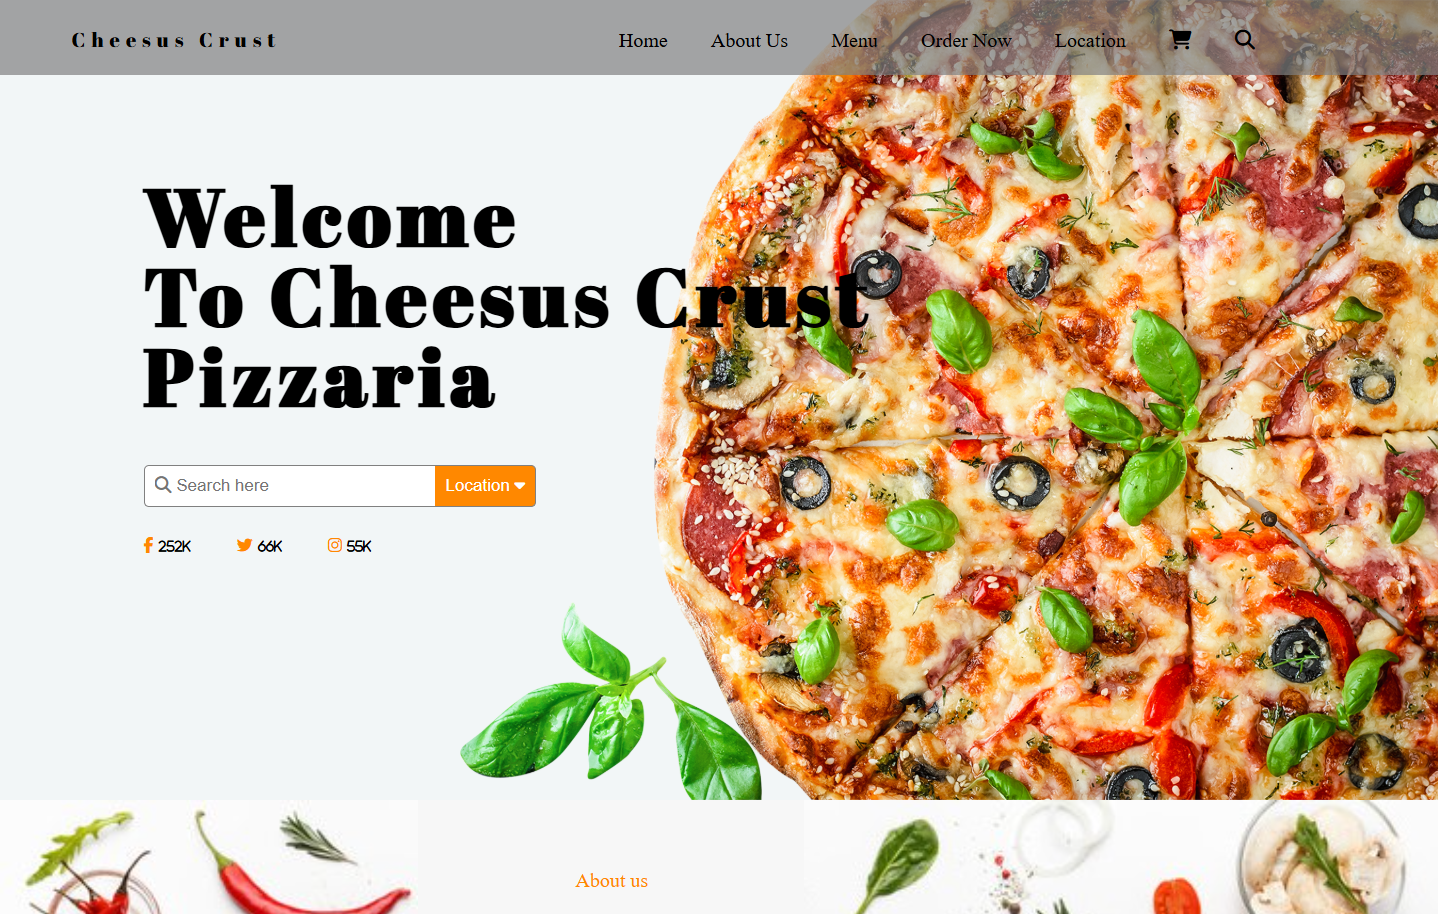 Cheesus Crust
Home About Us Menu Order Now Location
Welcome
To Cheesus Crust
Pizzaria
Search here Location
252K 66K 55K
About us